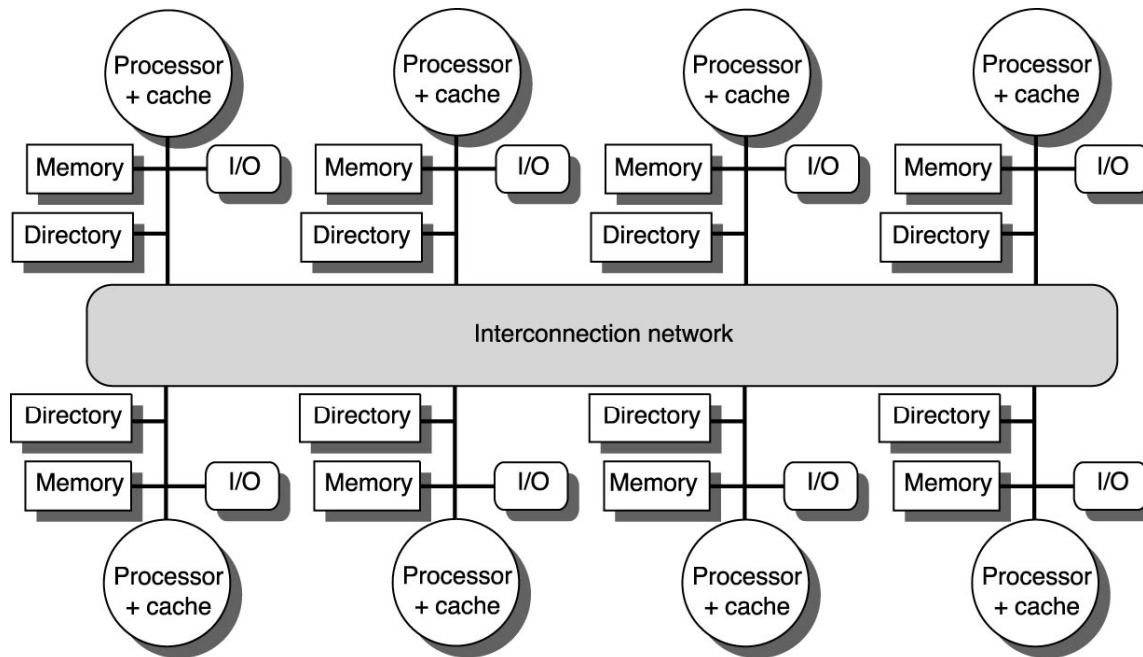 Processor
+ cache
Processor
+ cache
Processor
+ cache
Processor
+ cache
Memory
I/O
Memory
I/O
Memory
I/O
Memory
I/O
Directory
Directory
Directory
Directory
Interconnection network
Directory
Directory
Directory
Directory
Memory
I/O
Memory
I/O
Memory
I/O
Memory
I/O
Processor
+ cache
Processor
+ cache
Processor
+ cache
Processor
+ cache